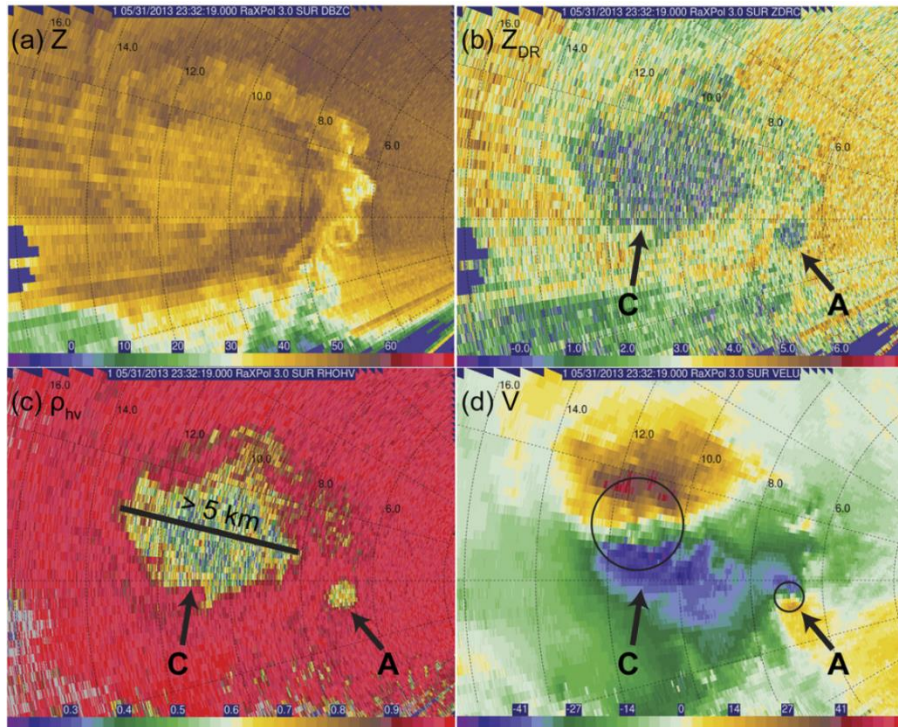 1 05/31/2013 23:32:19.000 RaXPol 3.0 SUR DBZC
(a) Z
16.0
14.0
12.0
10.0
8.0
6.0
0 10 20 30 40 50 60
1 05/31/2013 23:32:19.000 RaXPol 3.0 SUR ZDRC
(b) Z_DR
16.0
14.0
12.0
10.0
8.0
6.0
C
A
-0.0 1.0 2.0 3.0 4.0 5.0 6.0
1 05/31/2013 23:32:19.000 RaXPol 3.0 SUR RHOHV
(c) ρ_hv
16.0
14.0
12.0
10.0
8.0
6.0
> 5 km
C
A
0.3 0.4 0.5 0.6 0.7 0.8 0.9
1 05/31/2013 23:32:19.000 RaXPol 3.0 SUR VELU
(d) V
16.0
14.0
12.0
10.0
8.0
6.0
C
A
-41 -27 -14 0 14 27 41